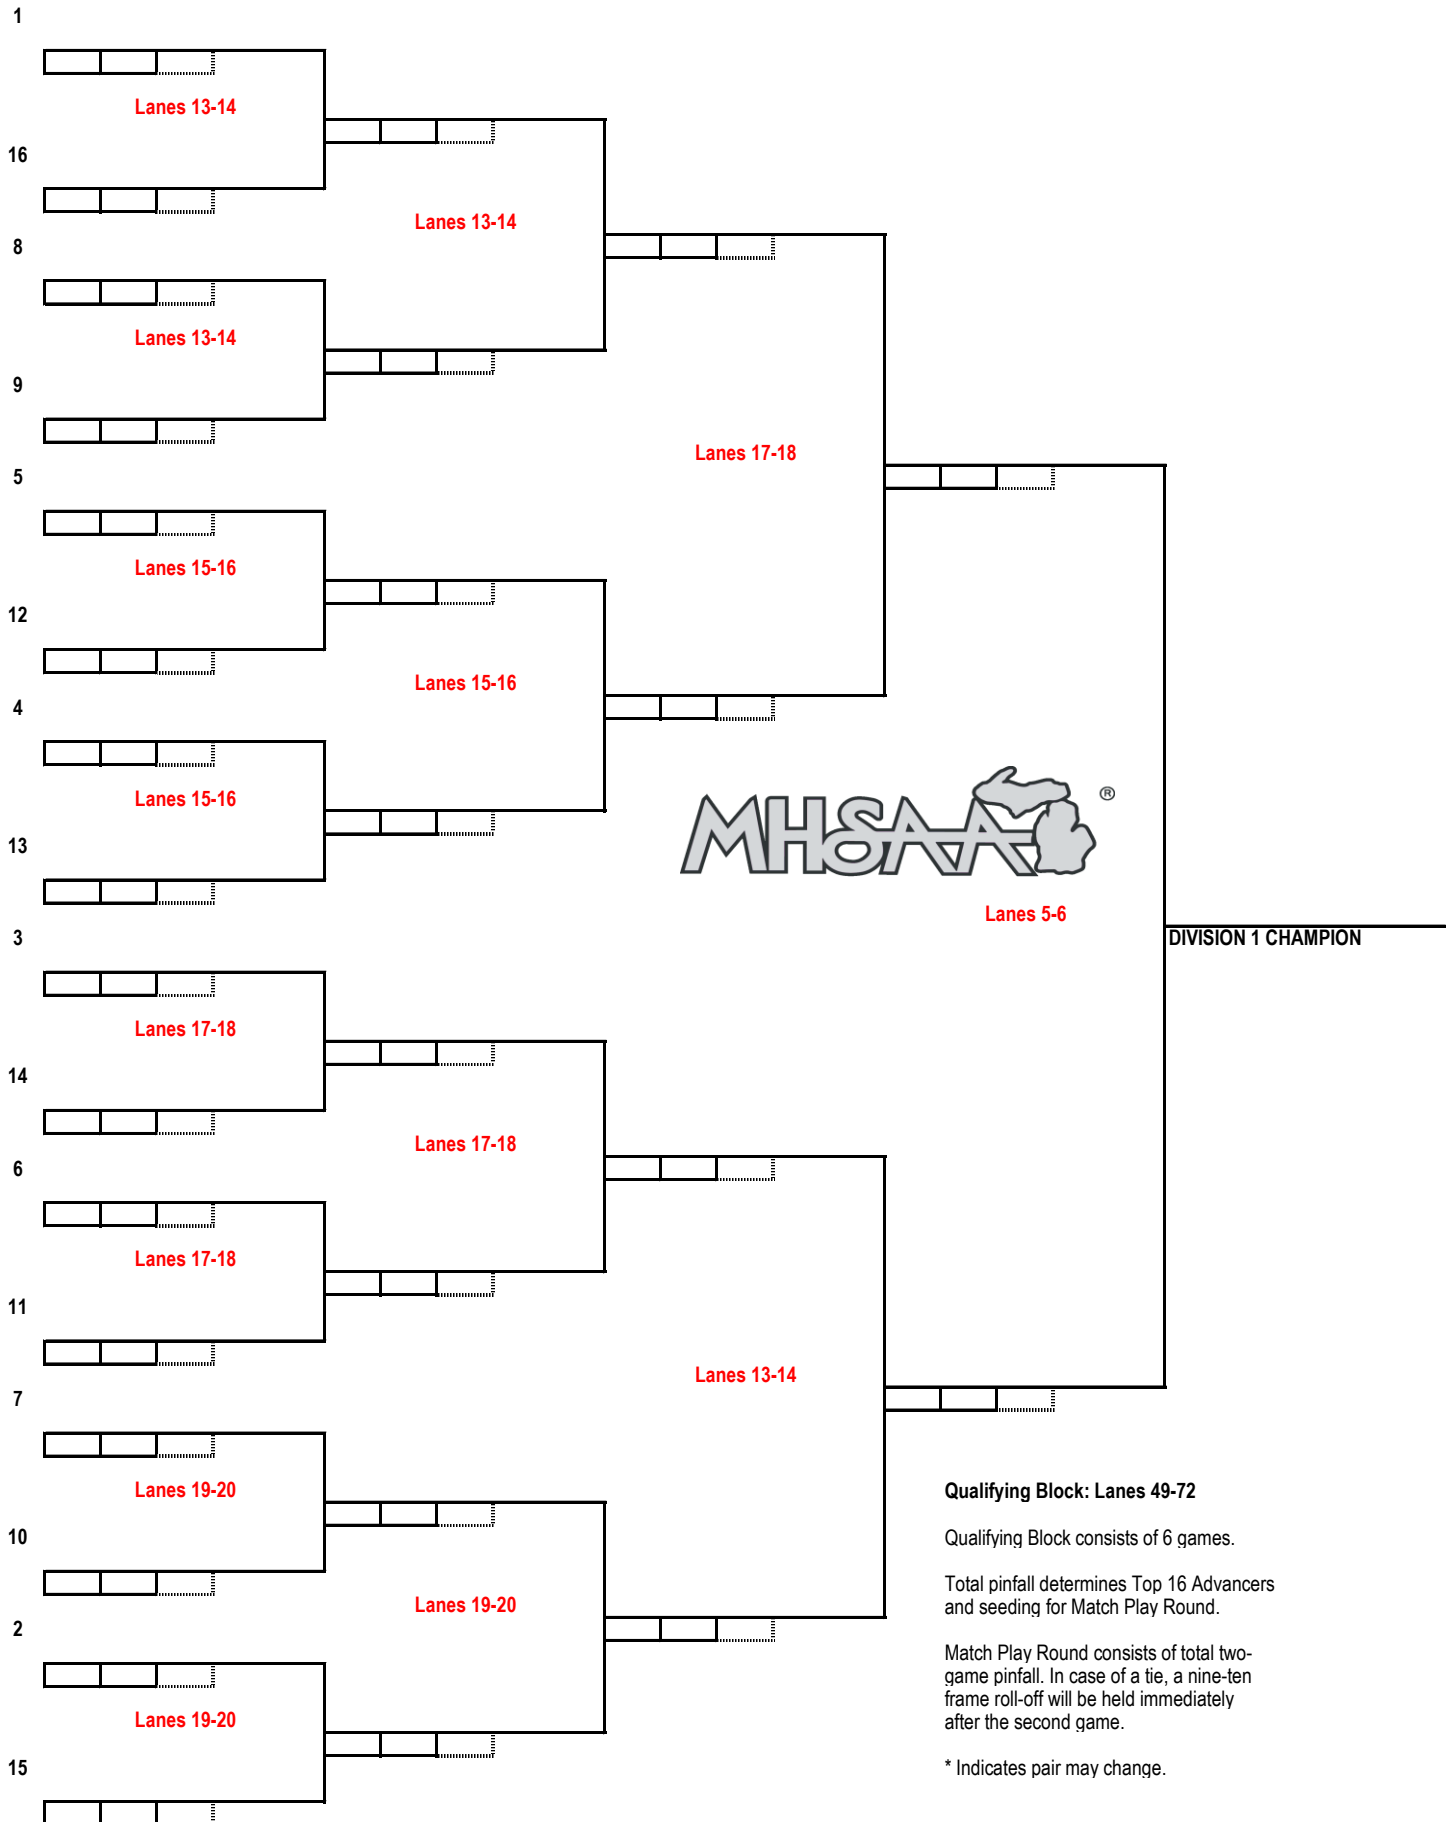 1
Lanes 13-14
16
Lanes 13-14
8
Lanes 13-14
9
Lanes 17-18
5
Lanes 15-16
12
Lanes 15-16
4
Lanes 15-16
MHSAA ®
13
Lanes 5-6
3
DIVISION 1 CHAMPION
Lanes 17-18
14
Lanes 17-18
6
Lanes 17-18
11
Lanes 13-14
7
Lanes 19-20
Qualifying Block: Lanes 49-72
10
Qualifying Block consists of 6 games.
Total pinfall determines Top 16 Advancers
and seeding for Match Play Round.
Lanes 19-20
2
Match Play Round consists of total two-
game pinfall. In case of a tie, a nine-ten
frame roll-off will be held immediately
after the second game.
Lanes 19-20
15
* Indicates pair may change.